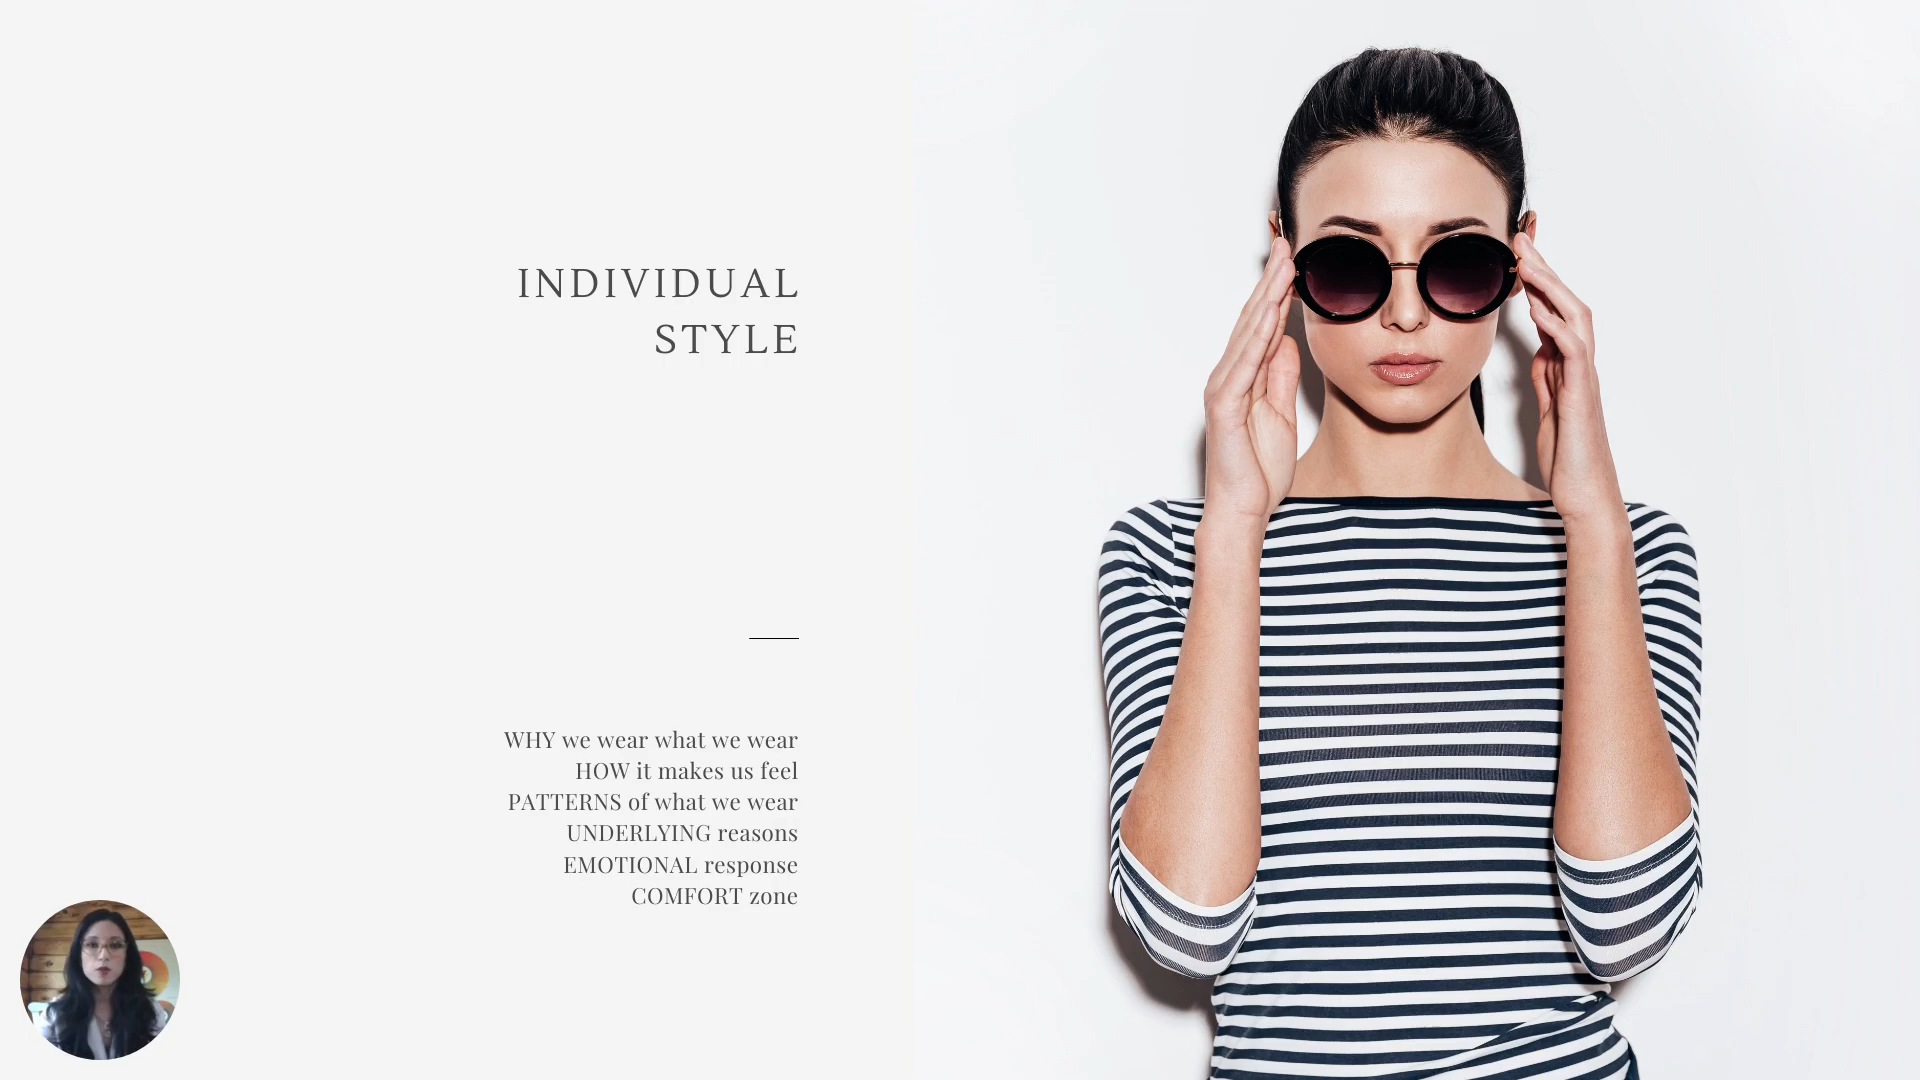 INDIVIDUAL
STYLE
WHY we wear what we wear
HOW it makes us feel
PATTERNS of what we wear
UNDERLYING reasons
EMOTIONAL response
COMFORT zone